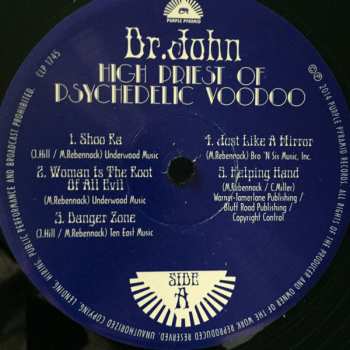 PURPLE PYRAMID
Dr. John
HIGH PRIEST OF
PSYCHEDELIC VOODOO
CLP 1745
℗© 2014 PURPLE PYRAMID RECORDS. ALL RIGHTS OF THE PRODUCER AND OWNER OF THE WORK REPRODUCED RESERVED. UNAUTHORIZED COPYING, LENDING, HIRING, PUBLIC PERFORMANCE AND BROADCAST PROHIBITED.
1. Shoo Ra
(J.Hill / M.Rebennack) Underwood Music
2. Woman Is The Root
Of All Evil
(M.Rebennack) Underwood Music
3. Danger Zone
(J.Hill / M.Rebennack) Ten East Music
4. Just Like A Mirror
(M.Rebennack) Bro 'N Sis Music, Inc.
5. Helping Hand
(M.Rebennack / C.Miller)
Warner-Tamerlane Publishing /
Bluff Road Publishing /
Copyright Control
SIDE
A